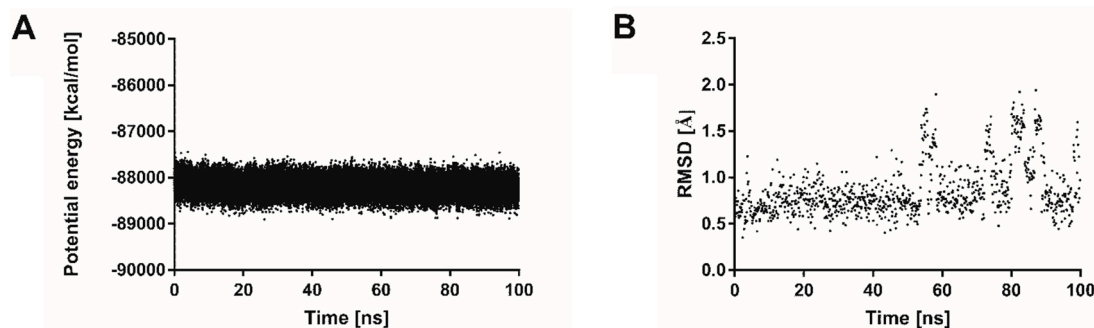 A
Potential energy [kcal/mol]
-85000
-86000
-87000
-88000
-89000
-90000
0 20 40 60 80 100
Time [ns]
B
RMSD [Å]
2.5
2.0
1.5
1.0
0.5
0.0
0 20 40 60 80 100
Time [ns]